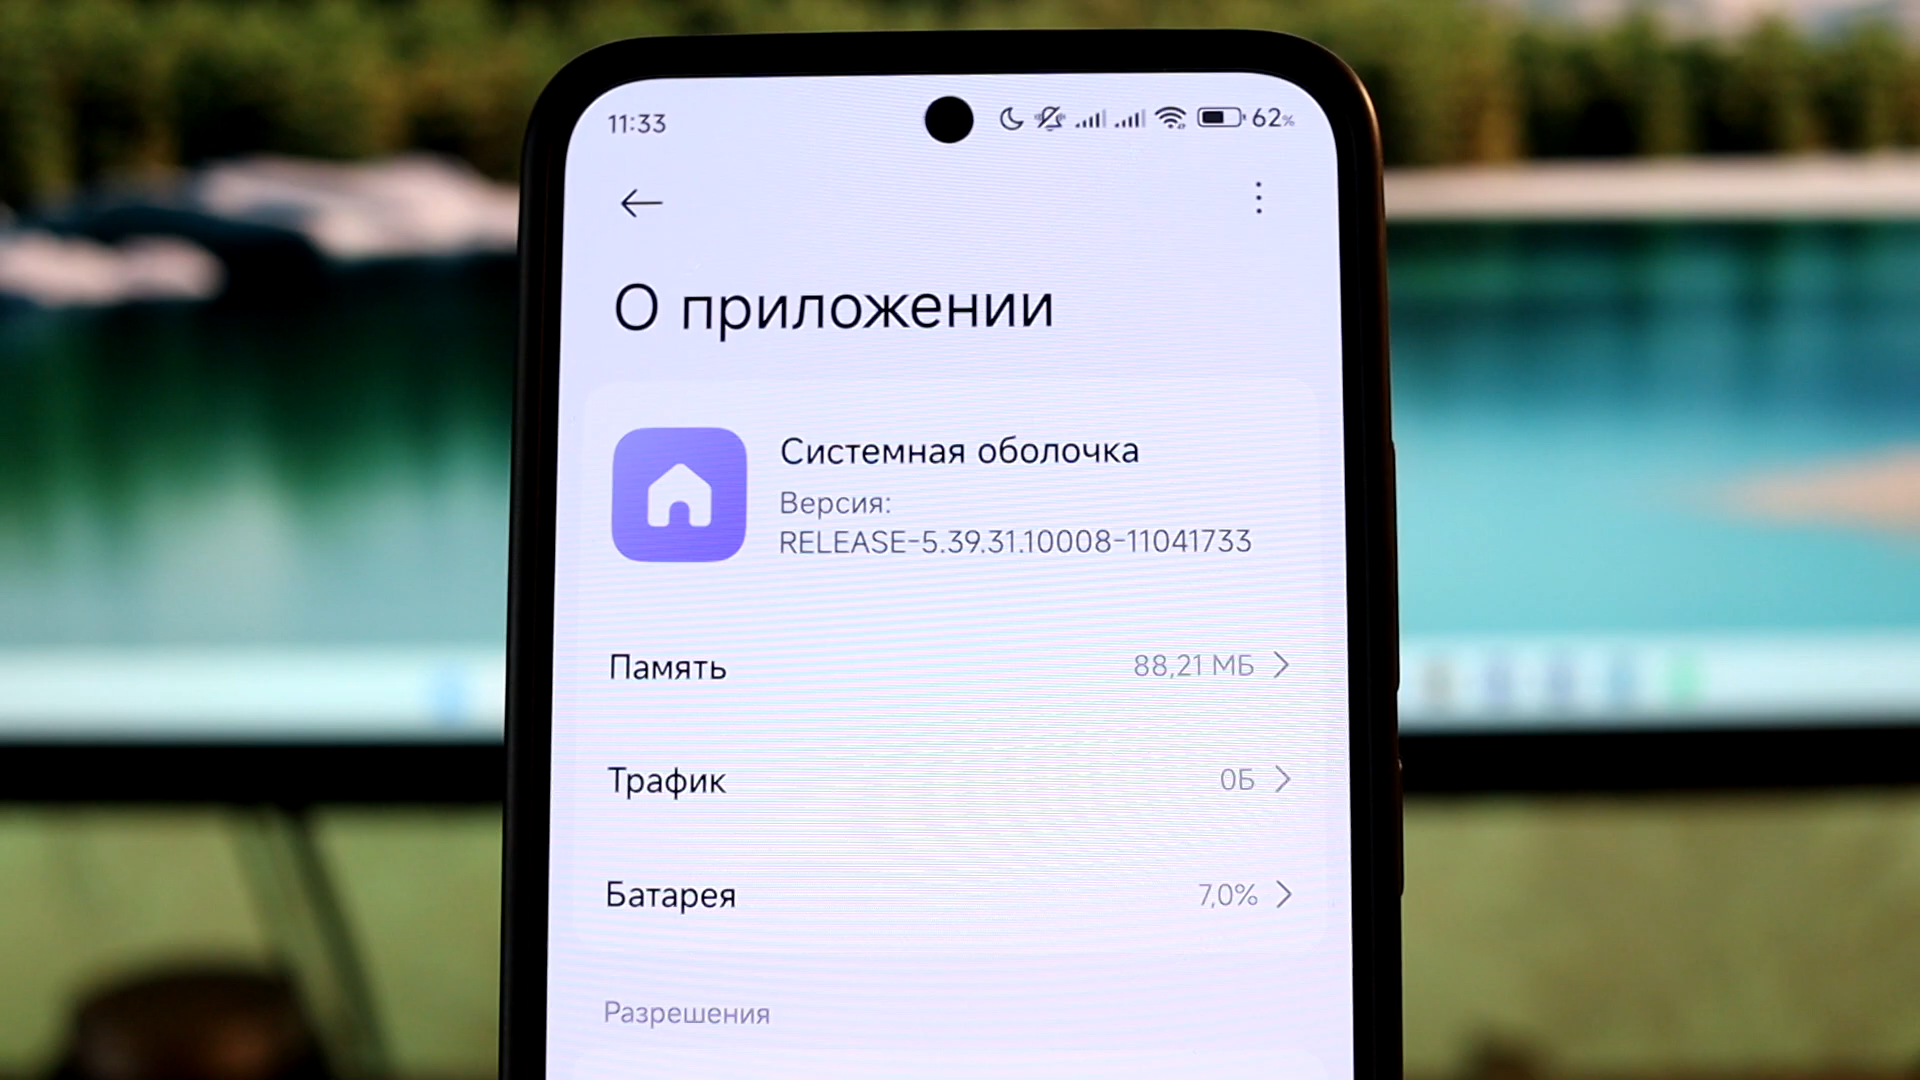 11:33 62%
О приложении
Системная оболочка
Версия:
RELEASE-5.39.31.10008-11041733
Память 88,21 МБ
Трафик 0Б
Батарея 7,0%
Разрешения